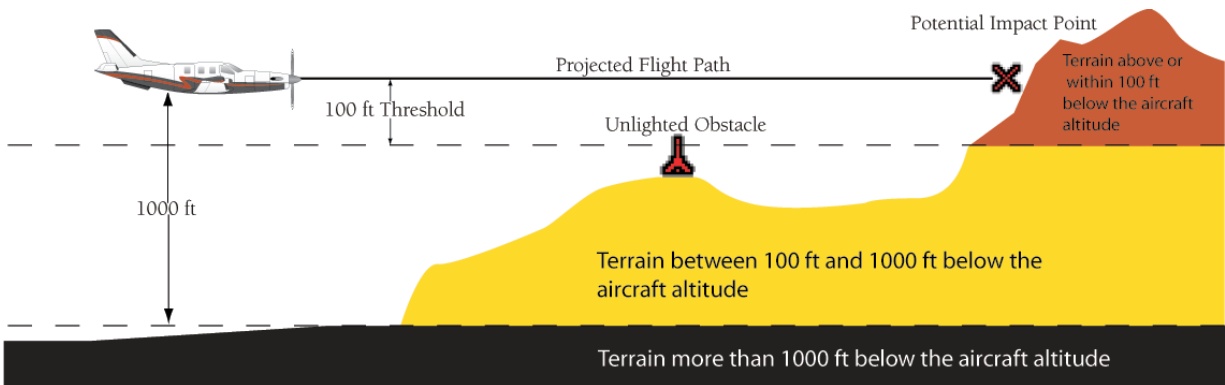 Potential Impact Point
Projected Flight Path
Terrain above or
within 100 ft
below the aircraft
altitude
100 ft Threshold
Unlighted Obstacle
1000 ft
Terrain between 100 ft and 1000 ft below the
aircraft altitude
Terrain more than 1000 ft below the aircraft altitude